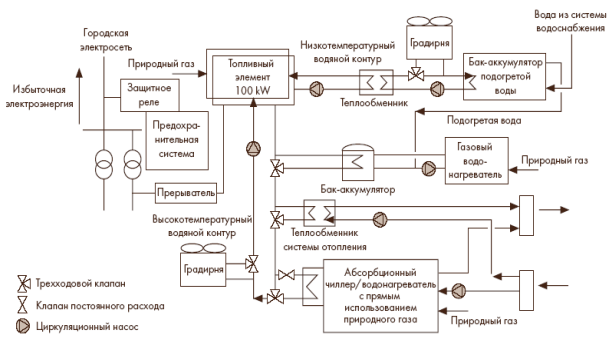 Городская
электросеть
Природный газ
Избыточная
электроэнергия
Защитное
реле
Предохра-
нительная
система
Прерыватель
Топливный
элемент
100 kW
Низкотемпературный
водяной контур
Градирня
Вода из системы
водоснабжения
Бак-аккумулятор
подогретой
воды
Теплообменник
Подогретая вода
Газовый
водо-
нагреватель
Природный газ
Бак-аккумулятор
Высокотемпературный
водяной контур
Теплообменник
системы отопления
Градирня
Абсорбционный
чиллер/водонагреватель
с прямым
использованием
природного газа
Природный газ
Трехходовой клапан
Клапан постоянного расхода
Циркуляционный насос